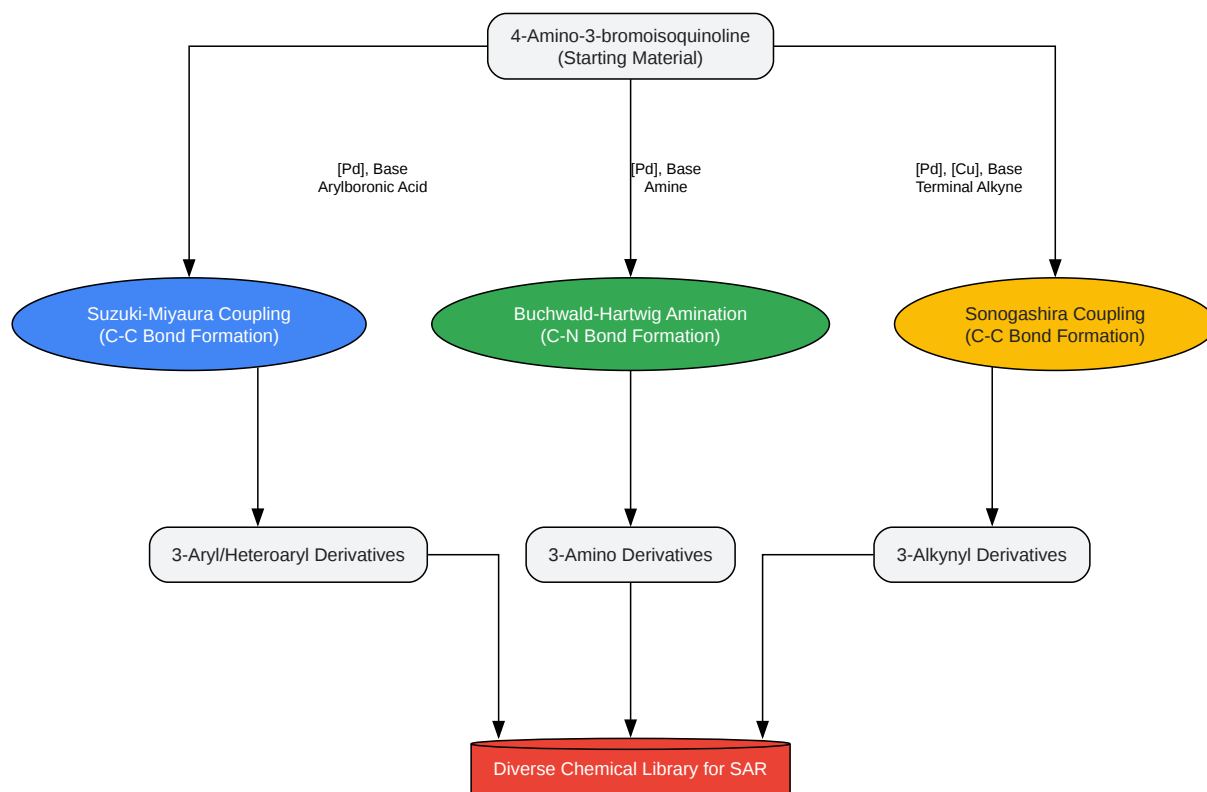 4-Amino-3-bromoisoquinoline
(Starting Material)
[Pd], Base
Arylboronic Acid
[Pd], Base
Amine
[Pd], [Cu], Base
Terminal Alkyne
Suzuki-Miyaura Coupling
(C-C Bond Formation)
Buchwald-Hartwig Amination
(C-N Bond Formation)
Sonogashira Coupling
(C-C Bond Formation)
3-Aryl/Heteroaryl Derivatives
3-Amino Derivatives
3-Alkynyl Derivatives
Diverse Chemical Library for SAR